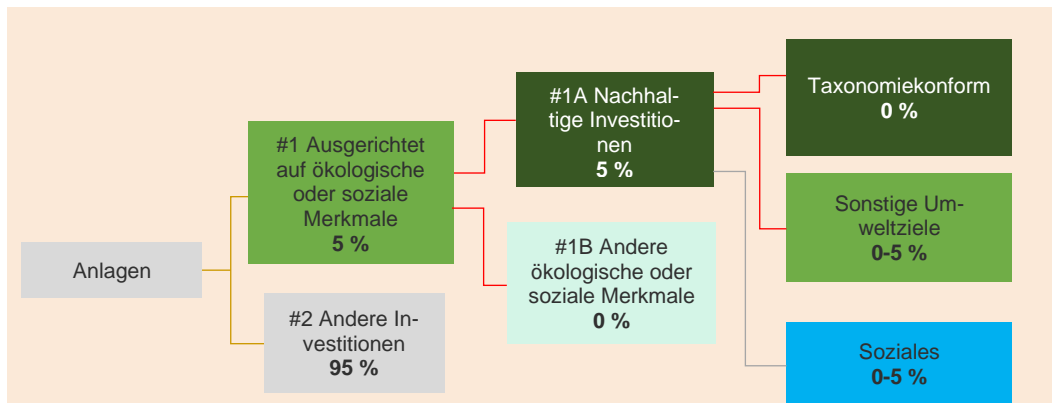 Anlagen
#1 Ausgerichtet
auf ökologische
oder soziale
Merkmale
5 %
#2 Andere In-
vestitionen
95 %
#1A Nachhal-
tige Investitio-
nen
5 %
#1B Andere
ökologische oder
soziale Merkmale
0 %
Taxonomiekonform
0 %
Sonstige Um-
weltziele
0-5 %
Soziales
0-5 %